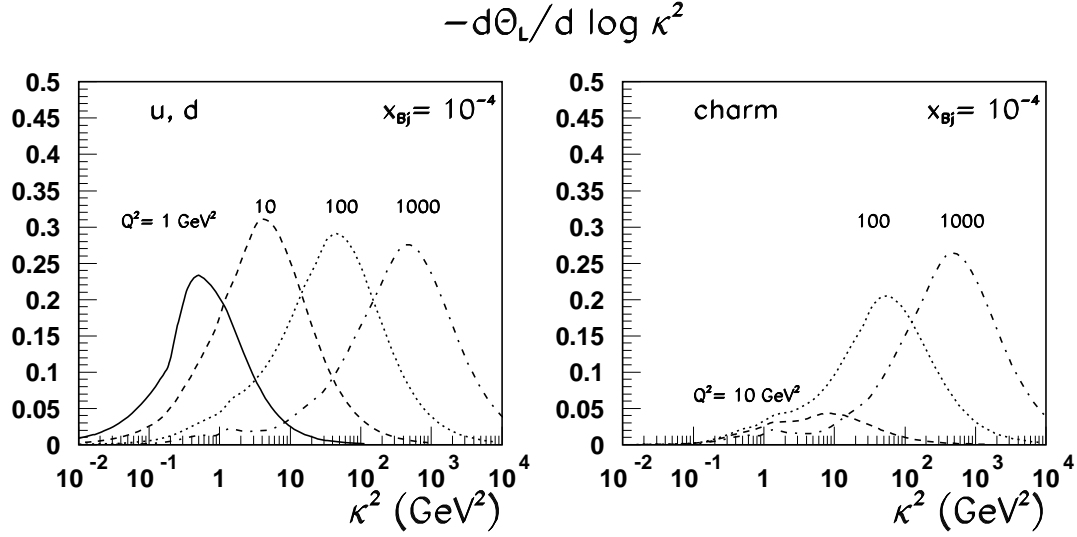 −dΘL/d log κ²
0.5
0.45
0.4
0.35
0.3
0.25
0.2
0.15
0.1
0.05
0
u, d
xBj= 10⁻⁴
Q²= 1 GeV²
10
100
1000
10⁻² 10⁻¹ 1 10 10² 10³ 10⁴
κ² (GeV²)
0.5
0.45
0.4
0.35
0.3
0.25
0.2
0.15
0.1
0.05
0
charm
xBj= 10⁻⁴
100
1000
Q²= 10 GeV²
10⁻² 10⁻¹ 1 10 10² 10³ 10⁴
κ² (GeV²)